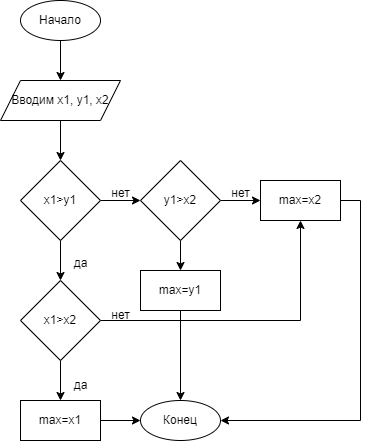 Начало
Вводим x1, y1, x2
x1>y1
нет
y1>x2
нет
max=x2
да
max=y1
x1>x2
нет
да
max=x1
Конец